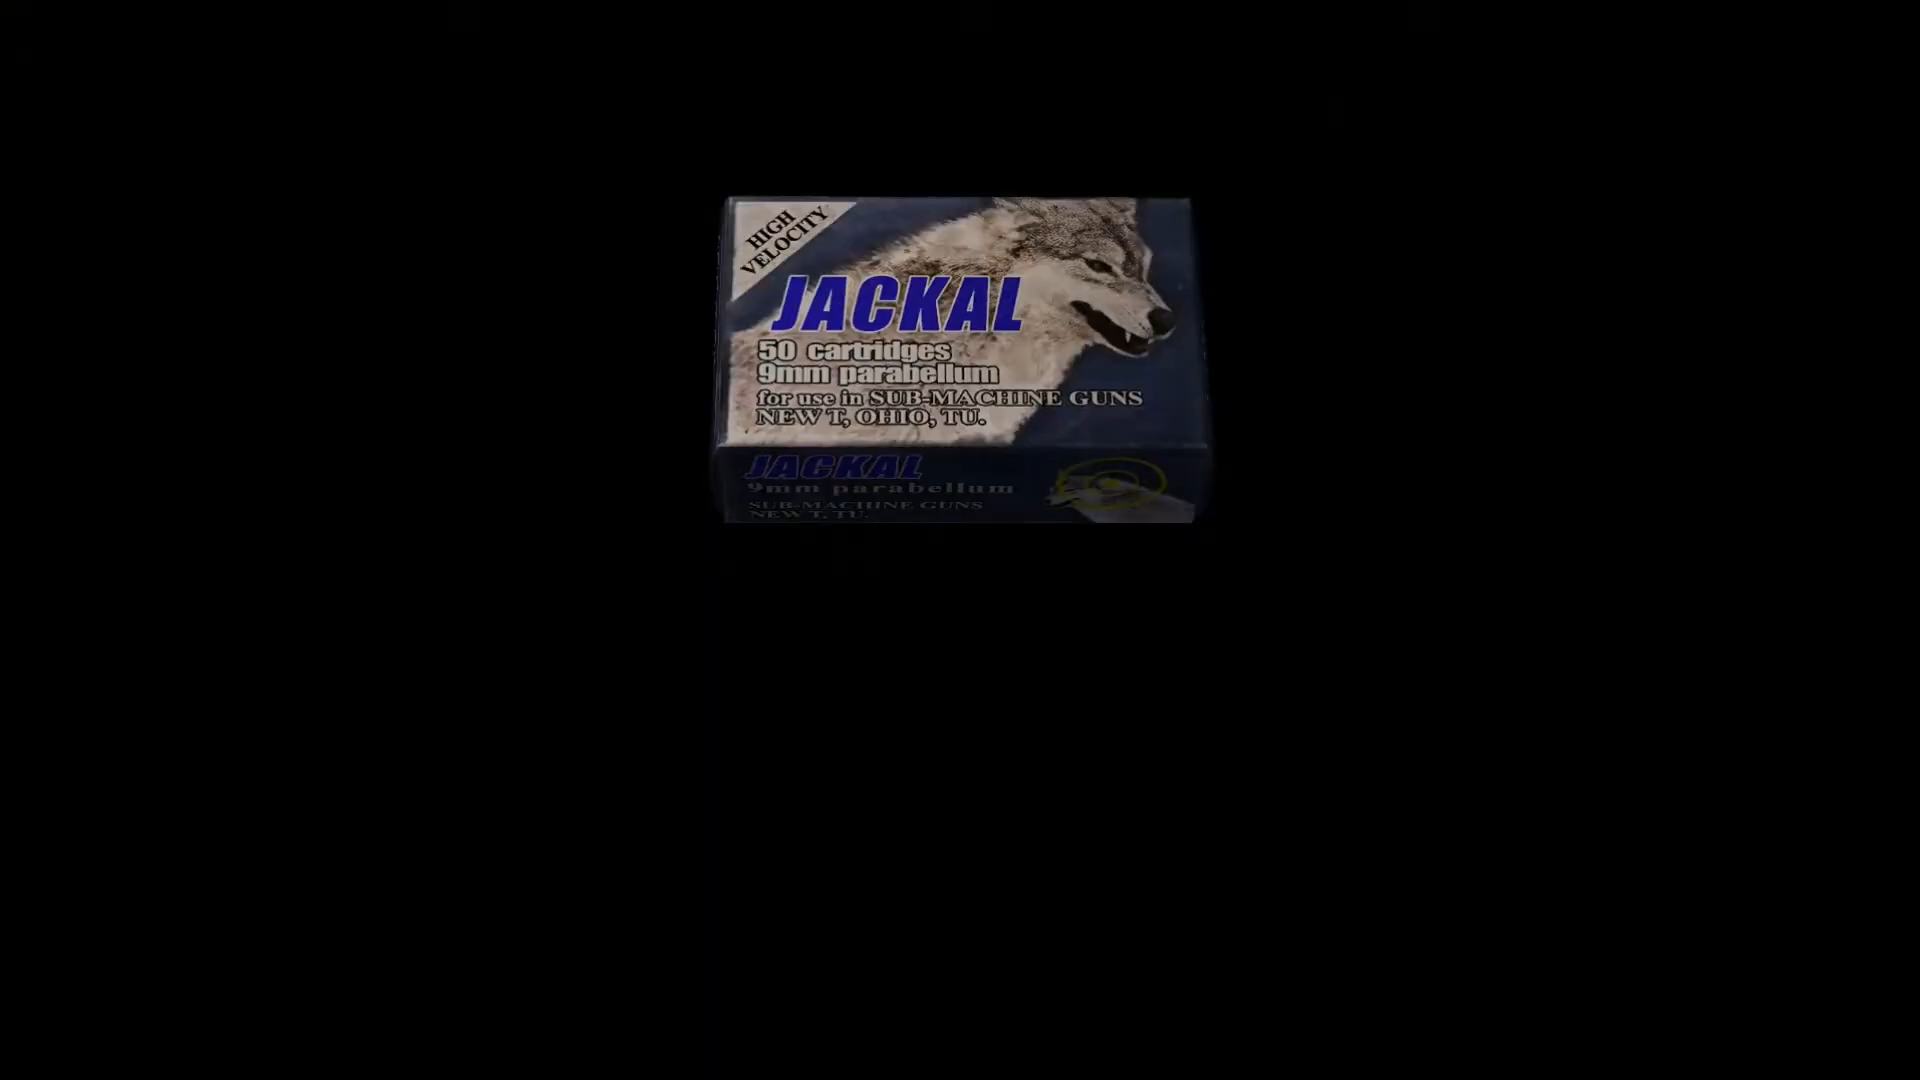 HIGH
VELOCITY
JACKAL
50 cartridges
9mm parabellum
for use in SUB-MACHINE GUNS
NEW T, OHIO, TU.
JACKAL
9mm parabellum
SUB-MACHINE GUNS
NEW T, TU.